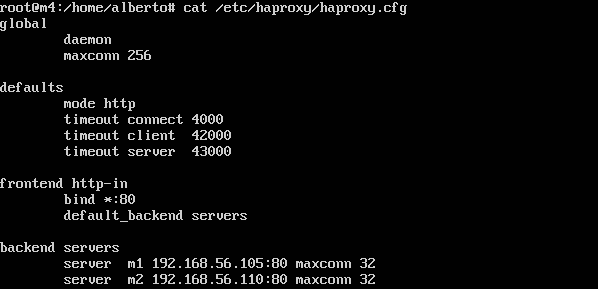 root@m4:/home/alberto# cat /etc/haproxy/haproxy.cfg
global
        daemon
        maxconn 256

defaults
        mode http
        timeout connect 4000
        timeout client  42000
        timeout server  43000

frontend http-in
        bind *:80
        default_backend servers

backend servers
        server  m1 192.168.56.105:80 maxconn 32
        server  m2 192.168.56.110:80 maxconn 32